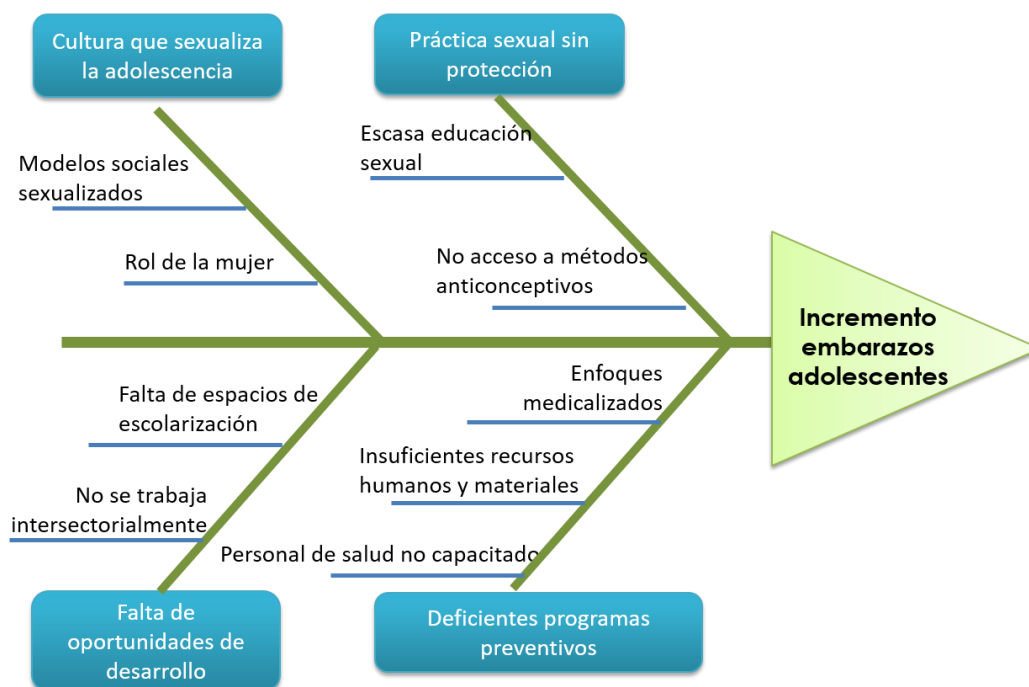 Cultura que sexualiza
la adolescencia
Práctica sexual sin
protección
Modelos sociales
sexualizados
Rol de la mujer
Escasa educación
sexual
No acceso a métodos
anticonceptivos
Incremento
embarazos
adolescentes
Falta de espacios de
escolarización
No se trabaja
intersectorialmente
Enfoques
medicalizados
Insuficientes recursos
humanos y materiales
Personal de salud no capacitado
Falta de
oportunidades de
desarrollo
Deficientes programas
preventivos